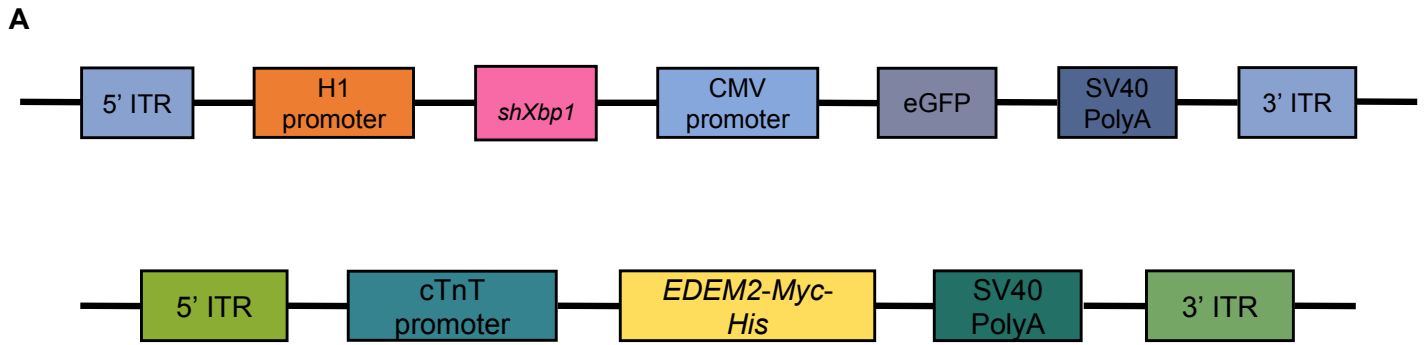 A
5’ ITR
H1
promoter
shXbp1
CMV
promoter
eGFP
SV40
PolyA
3’ ITR
5’ ITR
cTnT
promoter
EDEM2-Myc-
His
SV40
PolyA
3’ ITR